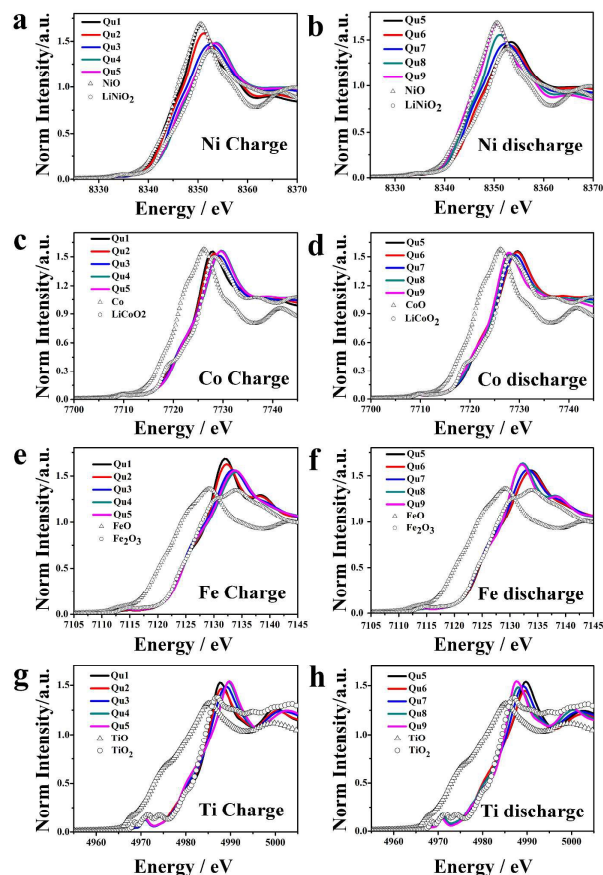 a
Norm Intensity/a.u.
1.5
1.0
0.5
0.0
Qu1
Qu2
Qu3
Qu4
Qu5
NiO
LiNiO2
Ni Charge
8330 8340 8350 8360 8370
Energy / eV
b
Norm Intensity/a.u.
1.5
1.0
0.5
0.0
Qu5
Qu6
Qu7
Qu8
Qu9
NiO
LiNiO2
Ni discharge
8330 8340 8350 8360 8370
Energy / eV
c
Norm Intensity/a.u.
1.5
1.2
0.9
0.6
0.3
0.0
Qu1
Qu2
Qu3
Qu4
Qu5
Co
LiCoO2
Co Charge
7700 7710 7720 7730 7740
Energy / eV
d
Norm Intensity/a.u.
1.5
1.2
0.9
0.6
0.3
0.0
Qu5
Qu6
Qu7
Qu8
Qu9
CoO
LiCoO2
Co discharge
7700 7710 7720 7730 7740
Energy / eV
e
Norm Intensity/a.u.
1.5
1.0
0.5
0.0
Qu1
Qu2
Qu3
Qu4
Qu5
FeO
Fe2O3
Fe Charge
7105 7110 7115 7120 7125 7130 7135 7140 7145
Energy / eV
f
Norm Intensity/a.u.
1.5
1.0
0.5
0.0
Qu5
Qu6
Qu7
Qu8
Qu9
FeO
Fe2O3
Fe discharge
7105 7110 7115 7120 7125 7130 7135 7140 7145
Energy / eV
g
Norm Intensity/a.u.
1.5
1.0
0.5
0.0
Qu1
Qu2
Qu3
Qu4
Qu5
TiO
TiO2
Ti Charge
4960 4970 4980 4990 5000
Energy / eV
h
Norm Intensity/a.u.
1.5
1.0
0.5
0.0
Qu5
Qu6
Qu7
Qu8
Qu9
TiO
TiO2
Ti discharge
4960 4970 4980 4990 5000
Energy / eV